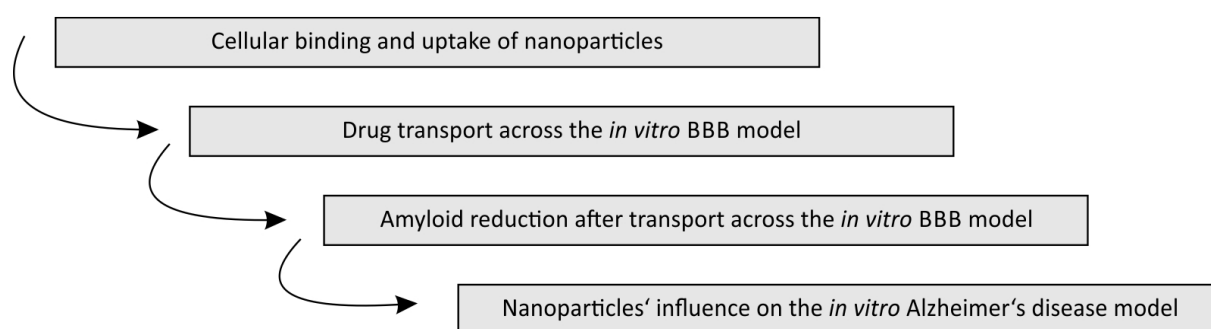 Cellular binding and uptake of nanoparticles
Drug transport across the in vitro BBB model
Amyloid reduction after transport across the in vitro BBB model
Nanoparticles‘ influence on the in vitro Alzheimer‘s disease model